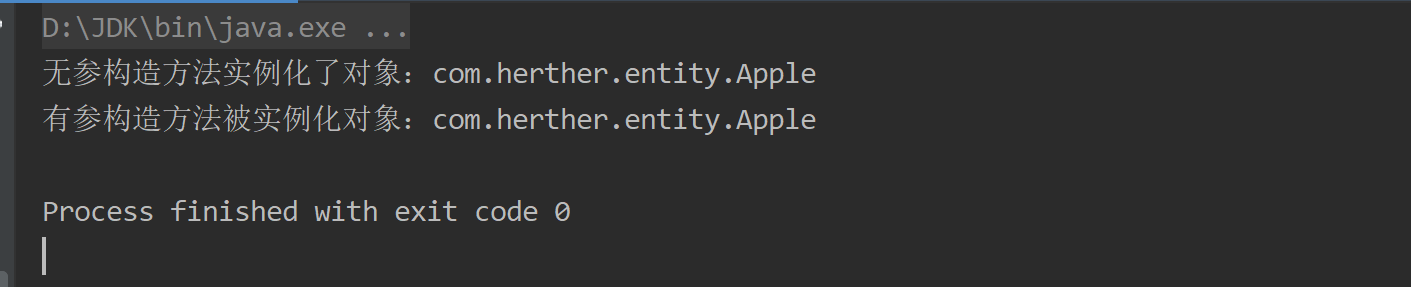 D:\JDK\bin\java.exe ...
无参构造方法实例化了对象：com.herther.entity.Apple
有参构造方法被实例化对象：com.herther.entity.Apple
Process finished with exit code 0